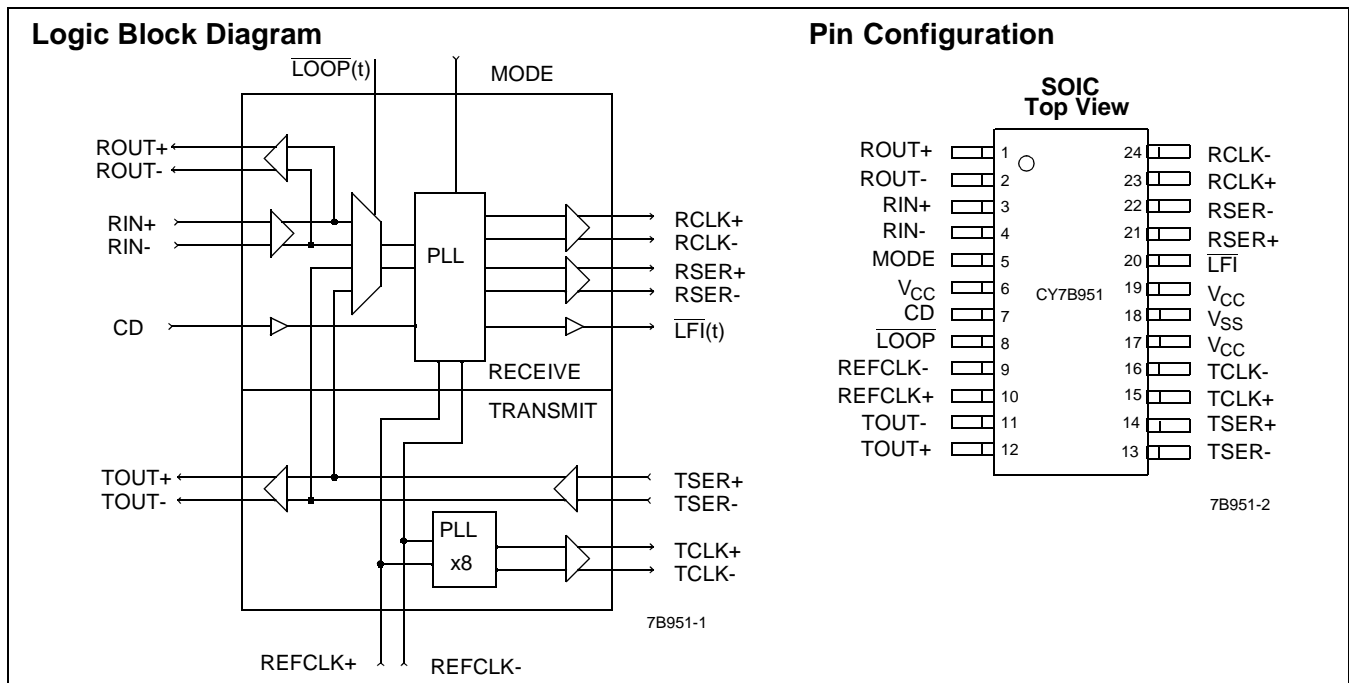 Logic Block Diagram
LOOP(t)
MODE
ROUT+
ROUT-
RIN+
RIN-
CD
PLL
RCLK+
RCLK-
RSER+
RSER-
LFI(t)
RECEIVE
TRANSMIT
TOUT+
TOUT-
TSER+
TSER-
PLL
x8
TCLK+
TCLK-
7B951-1
REFCLK+
REFCLK-
Pin Configuration
SOIC
Top View
ROUT+ 1 24 RCLK-
ROUT- 2 23 RCLK+
RIN+ 3 22 RSER-
RIN- 4 21 RSER+
MODE 5 20 LFI
VCC 6 CY7B951 19 VCC
CD 7 18 VSS
LOOP 8 17 VCC
REFCLK- 9 16 TCLK-
REFCLK+ 10 15 TCLK+
TOUT- 11 14 TSER+
TOUT+ 12 13 TSER-
7B951-2